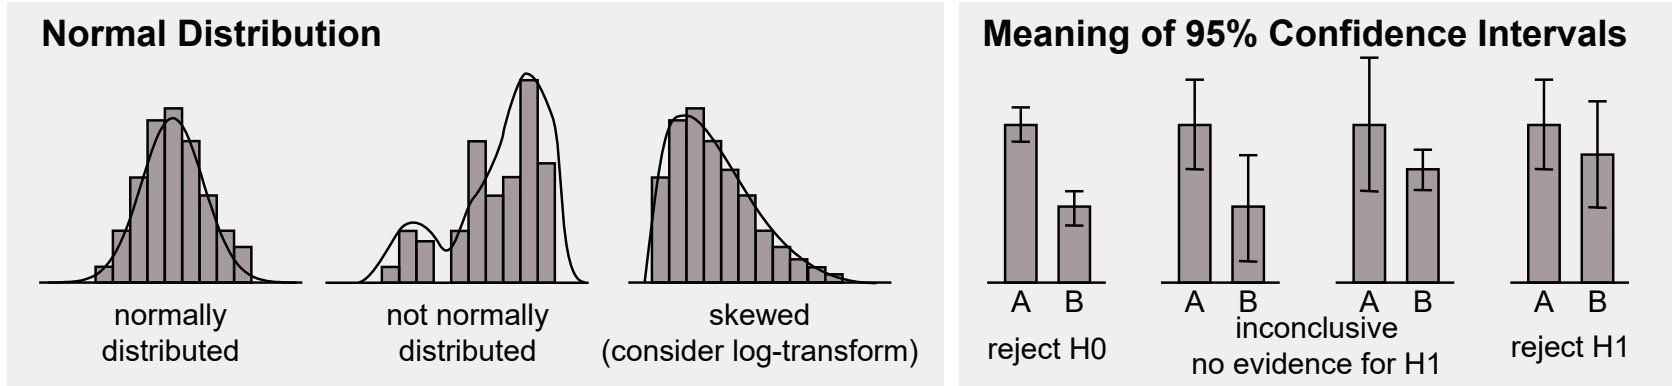 Normal Distribution
normally
distributed
not normally
distributed
skewed
(consider log-transform)
Meaning of 95% Confidence Intervals
A B
A B
A B
A B
reject H0
inconclusive
no evidence for H1
reject H1